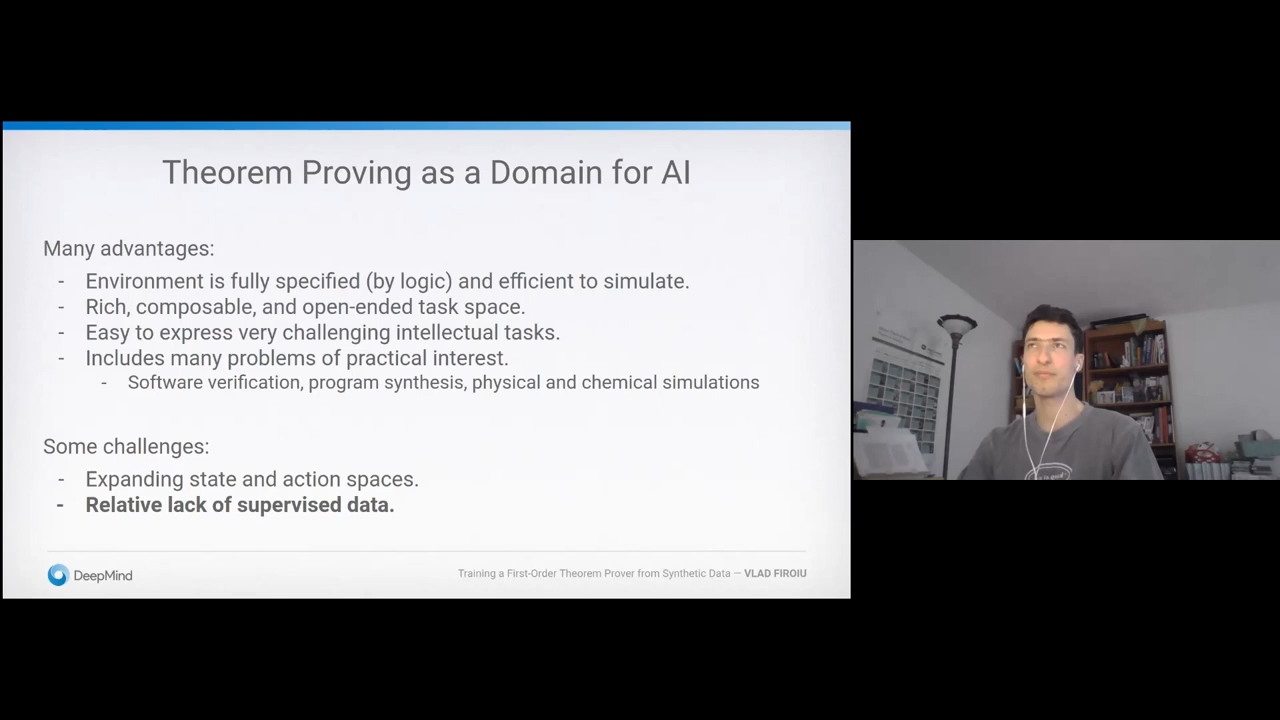 Theorem Proving as a Domain for AI
Many advantages:
- Environment is fully specified (by logic) and efficient to simulate.
- Rich, composable, and open-ended task space.
- Easy to express very challenging intellectual tasks.
- Includes many problems of practical interest.
- Software verification, program synthesis, physical and chemical simulations
Some challenges:
- Expanding state and action spaces.
- Relative lack of supervised data.
DeepMind
Training a First-Order Theorem Prover from Synthetic Data — VLAD FIROIU